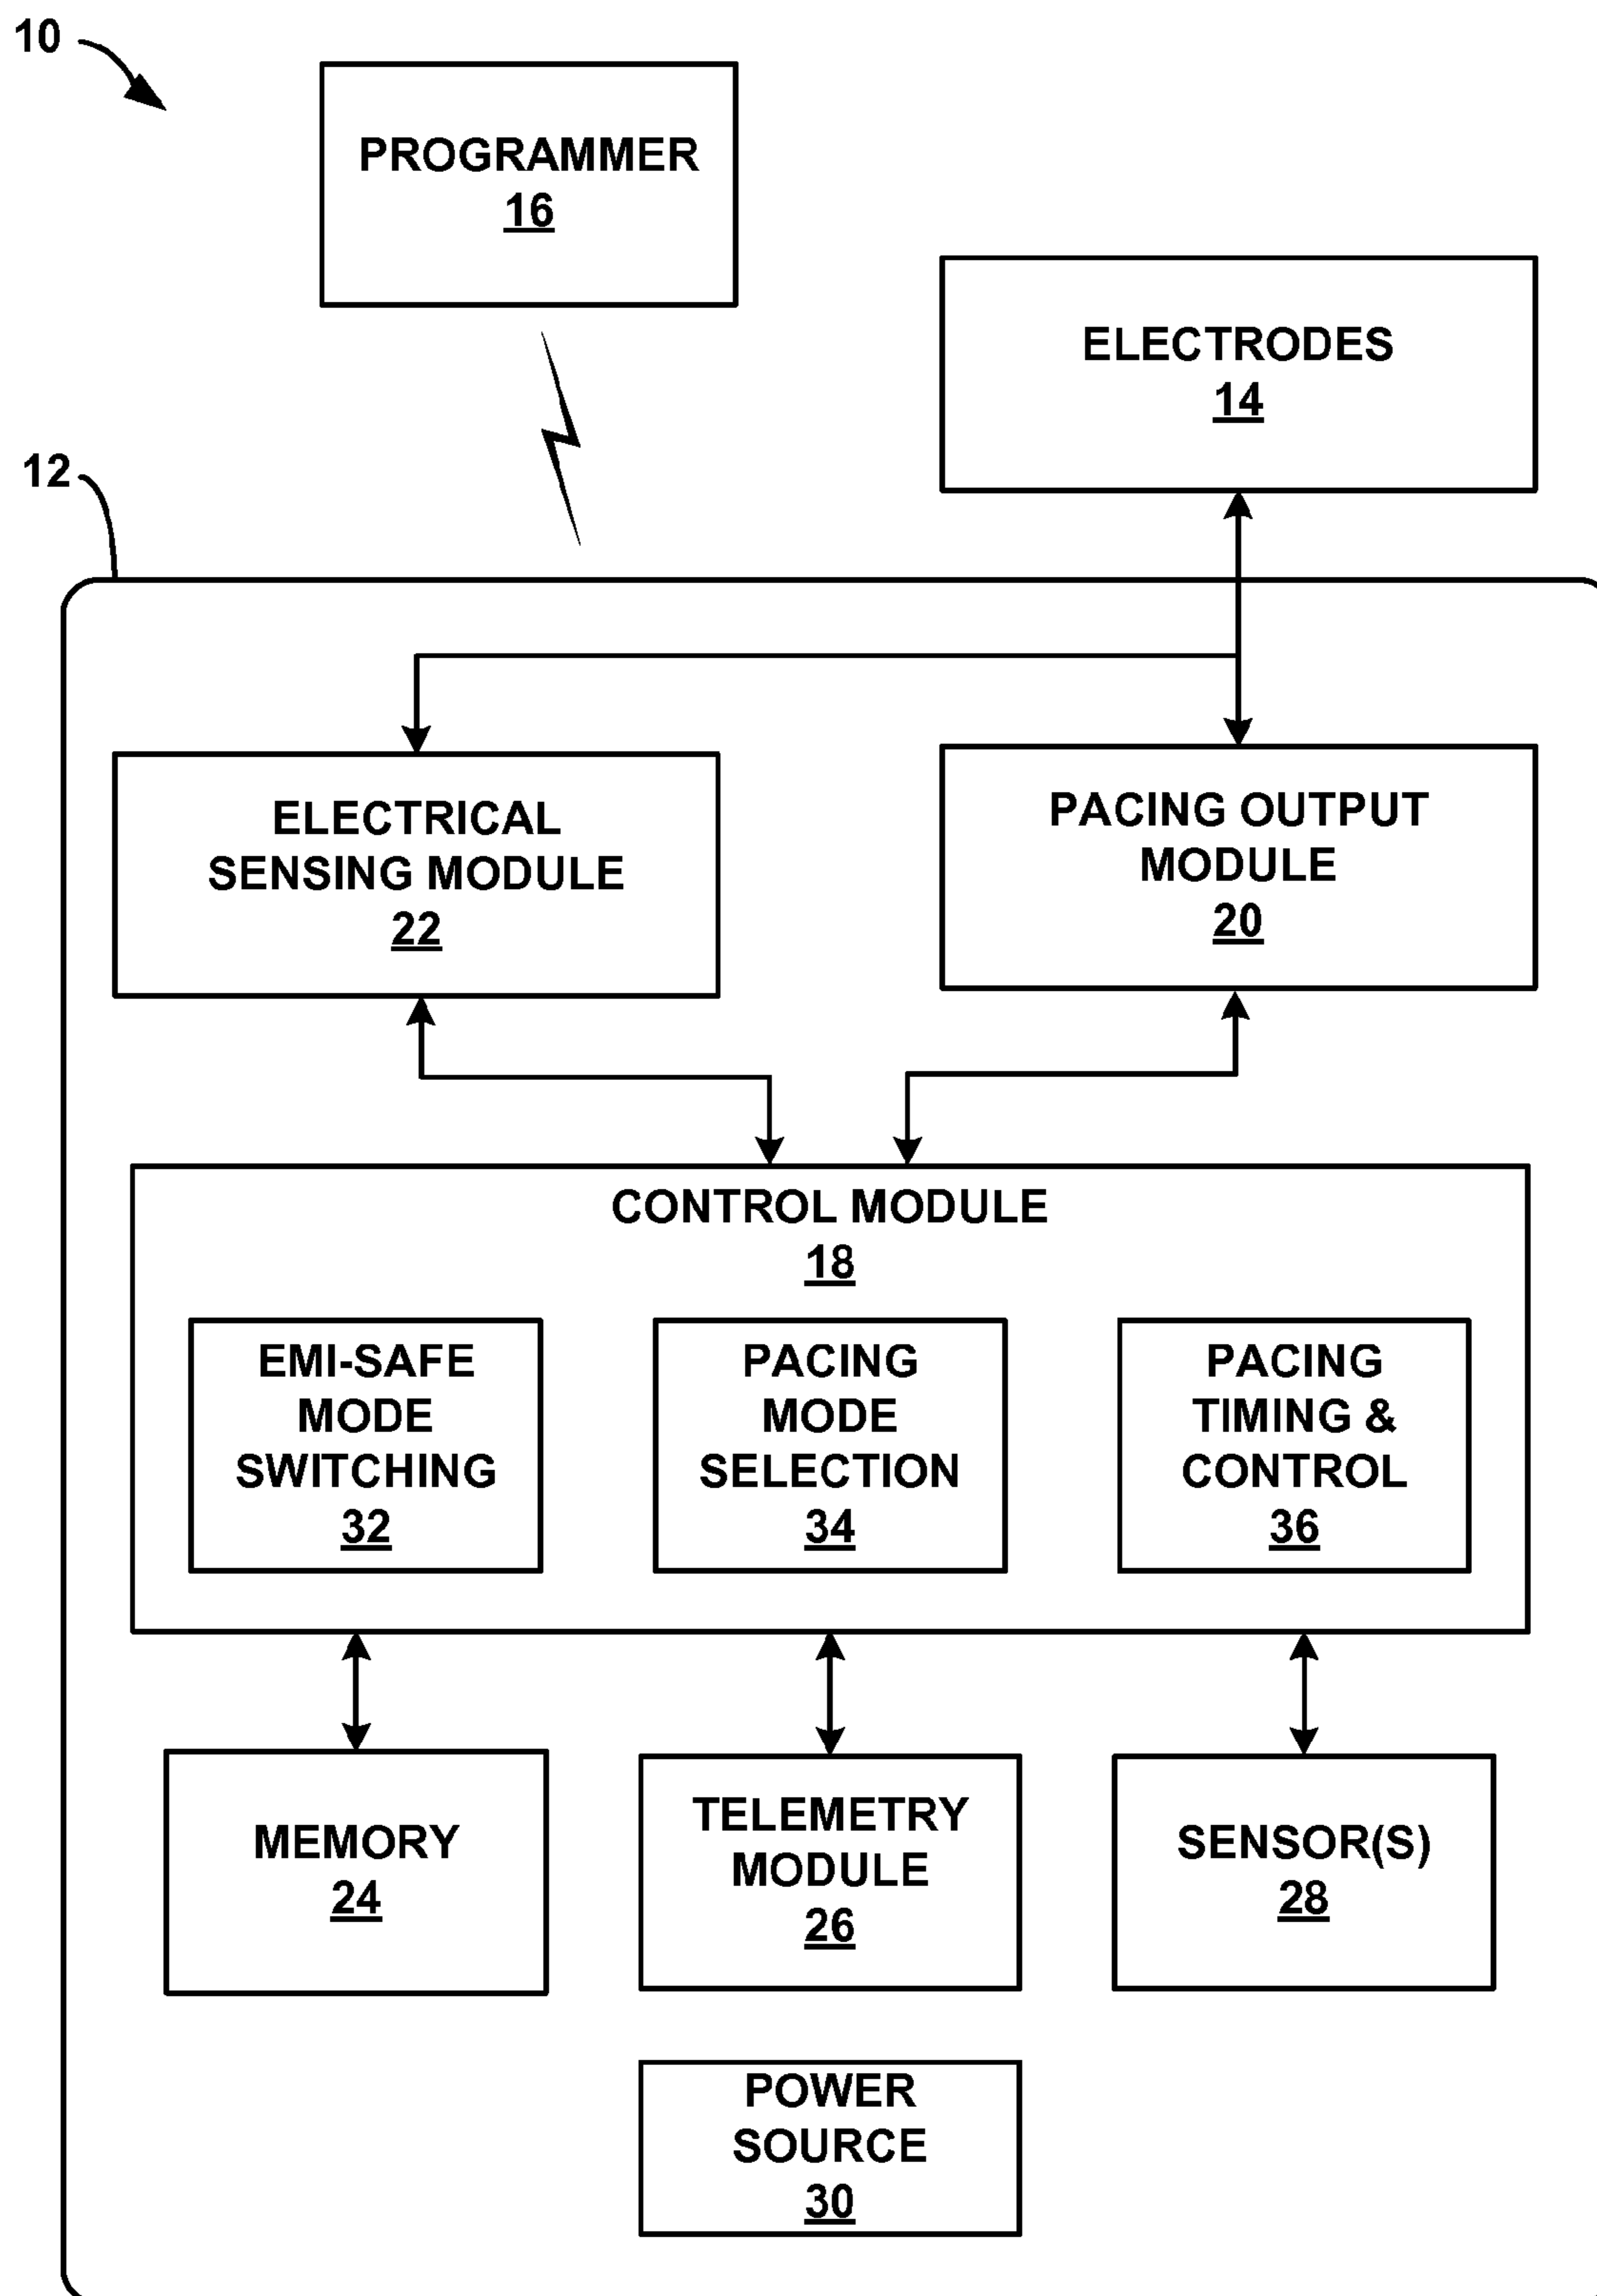 10
PROGRAMMER
16
ELECTRODES
14
12
ELECTRICAL
SENSING MODULE
22
PACING OUTPUT
MODULE
20
CONTROL MODULE
18
EMI-SAFE
MODE
SWITCHING
32
PACING
MODE
SELECTION
34
PACING
TIMING &
CONTROL
36
MEMORY
24
TELEMETRY
MODULE
26
SENSOR(S)
28
POWER
SOURCE
30